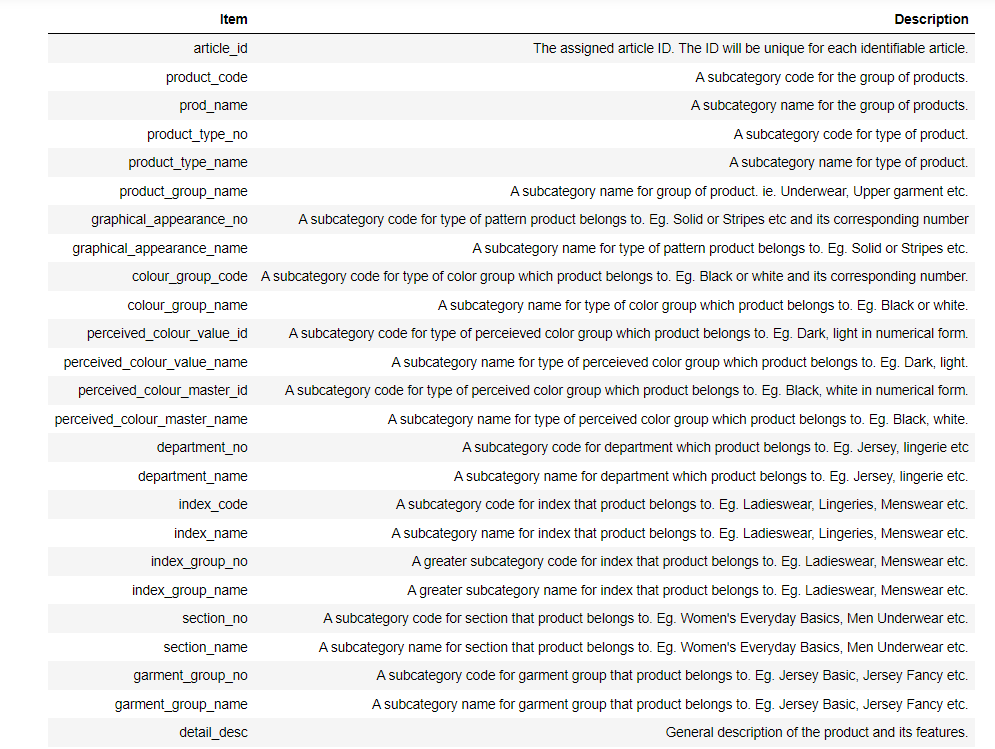 Item Description
article_id The assigned article ID. The ID will be unique for each identifiable article.
product_code A subcategory code for the group of products.
prod_name A subcategory name for the group of products.
product_type_no A subcategory code for type of product.
product_type_name A subcategory name for type of product.
product_group_name A subcategory name for group of product. ie. Underwear, Upper garment etc.
graphical_appearance_no A subcategory code for type of pattern product belongs to. Eg. Solid or Stripes etc and its corresponding number
graphical_appearance_name A subcategory name for type of pattern product belongs to. Eg. Solid or Stripes etc.
colour_group_code A subcategory code for type of color group which product belongs to. Eg. Black or white and its corresponding number.
colour_group_name A subcategory name for type of color group which product belongs to. Eg. Black or white.
perceived_colour_value_id A subcategory code for type of perceieved color group which product belongs to. Eg. Dark, light in numerical form.
perceived_colour_value_name A subcategory name for type of perceieved color group which product belongs to. Eg. Dark, light.
perceived_colour_master_id A subcategory code for type of perceived color group which product belongs to. Eg. Black, white in numerical form.
perceived_colour_master_name A subcategory name for type of perceived color group which product belongs to. Eg. Black, white.
department_no A subcategory code for department which product belongs to. Eg. Jersey, lingerie etc
department_name A subcategory name for department which product belongs to. Eg. Jersey, lingerie etc.
index_code A subcategory code for index that product belongs to. Eg. Ladieswear, Lingeries, Menswear etc.
index_name A subcategory name for index that product belongs to. Eg. Ladieswear, Lingeries, Menswear etc.
index_group_no A greater subcategory code for index that product belongs to. Eg. Ladieswear, Menswear etc.
index_group_name A greater subcategory name for index that product belongs to. Eg. Ladieswear, Menswear etc.
section_no A subcategory code for section that product belongs to. Eg. Women's Everyday Basics, Men Underwear etc.
section_name A subcategory name for section that product belongs to. Eg. Women's Everyday Basics, Men Underwear etc.
garment_group_no A subcategory code for garment group that product belongs to. Eg. Jersey Basic, Jersey Fancy etc.
garment_group_name A subcategory name for garment group that product belongs to. Eg. Jersey Basic, Jersey Fancy etc.
detail_desc General description of the product and its features.